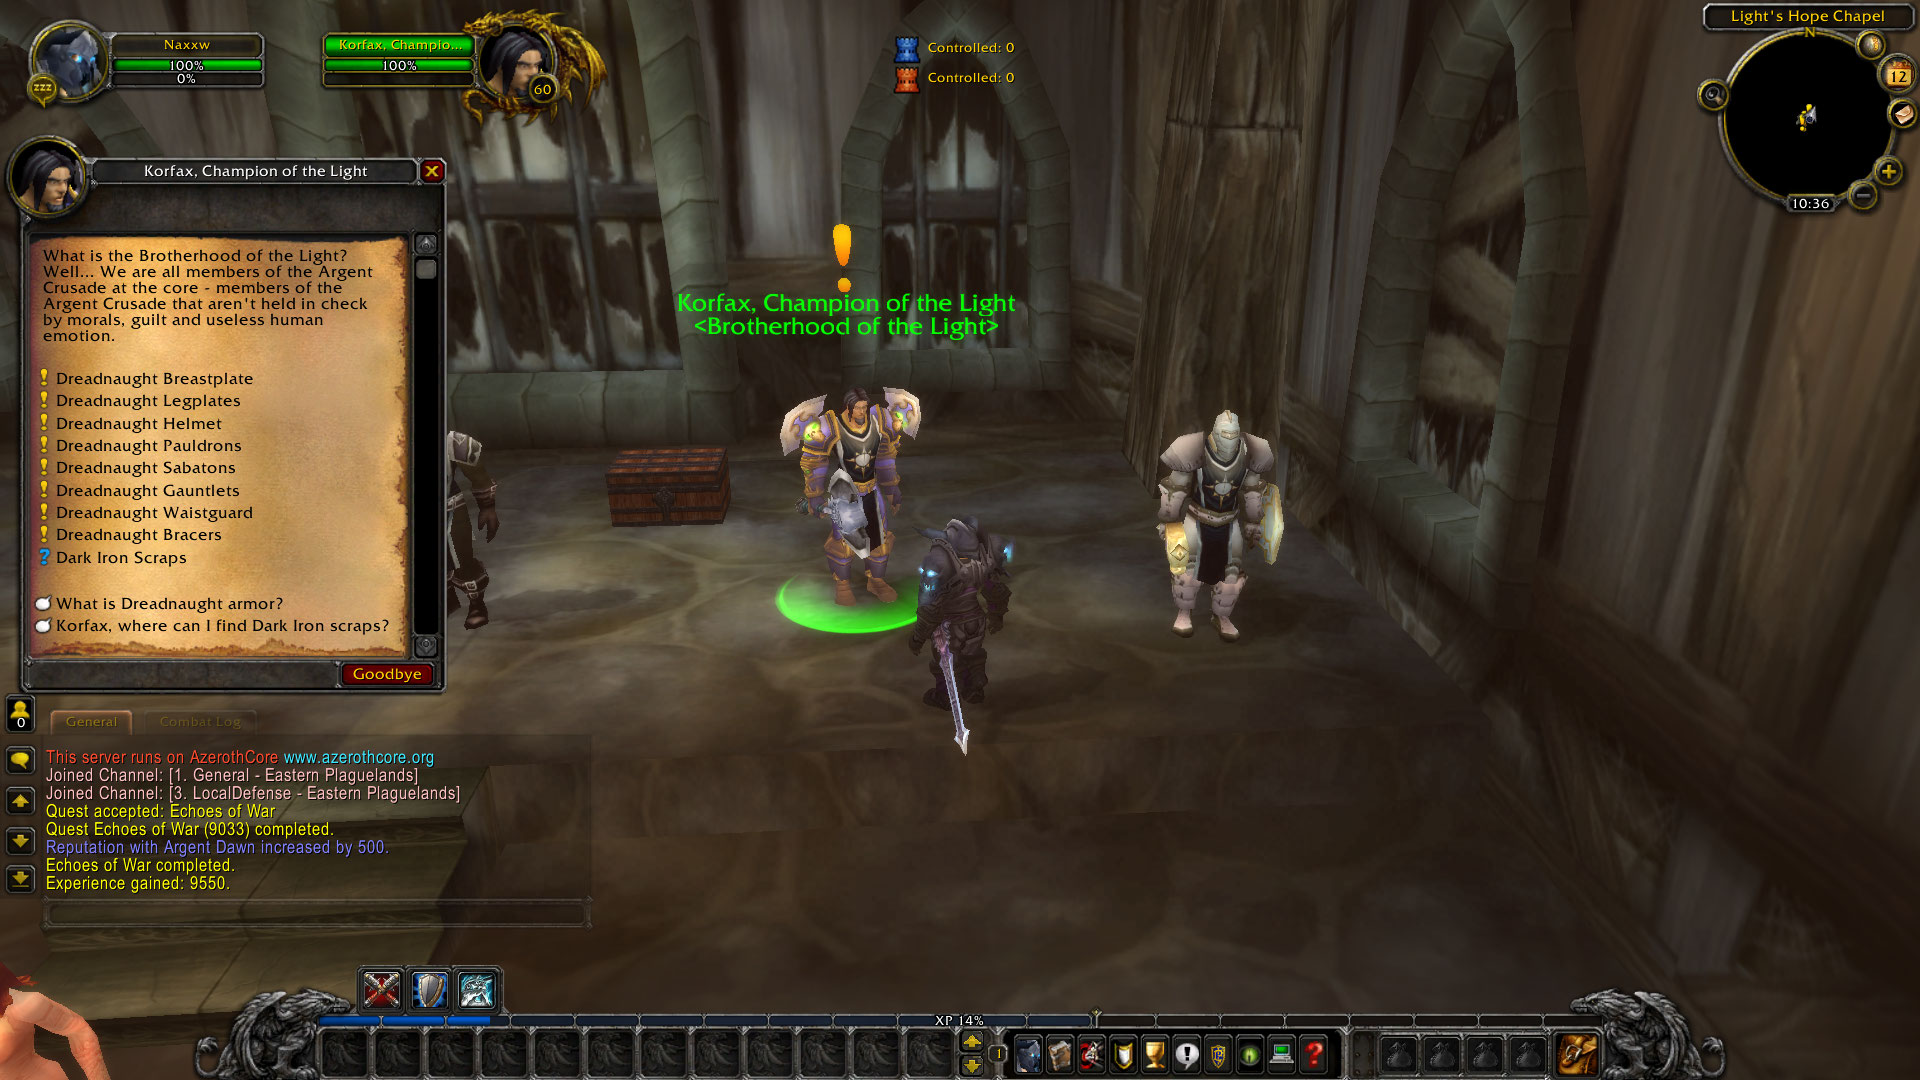 Naxxw
100%
0%
Korfax, Champio...
100%
60
zzz
Controlled: 0
Controlled: 0
Light's Hope Chapel
N
12
10:36
Korfax, Champion of the Light
What is the Brotherhood of the Light?
Well... We are all members of the Argent
Crusade at the core - members of the
Argent Crusade that aren't held in check
by morals, guilt and useless human
emotion.
! Dreadnaught Breastplate
! Dreadnaught Legplates
! Dreadnaught Helmet
! Dreadnaught Pauldrons
! Dreadnaught Sabatons
! Dreadnaught Gauntlets
! Dreadnaught Waistguard
! Dreadnaught Bracers
? Dark Iron Scraps
What is Dreadnaught armor?
Korfax, where can I find Dark Iron scraps?
Goodbye
Korfax, Champion of the Light
<Brotherhood of the Light>
0
General
Combat Log
This server runs on AzerothCore www.azerothcore.org
Joined Channel: [1. General - Eastern Plaguelands]
Joined Channel: [3. LocalDefense - Eastern Plaguelands]
Quest accepted: Echoes of War
Quest Echoes of War (9033) completed.
Reputation with Argent Dawn increased by 500.
Echoes of War completed.
Experience gained: 9550.
XP 14%
1